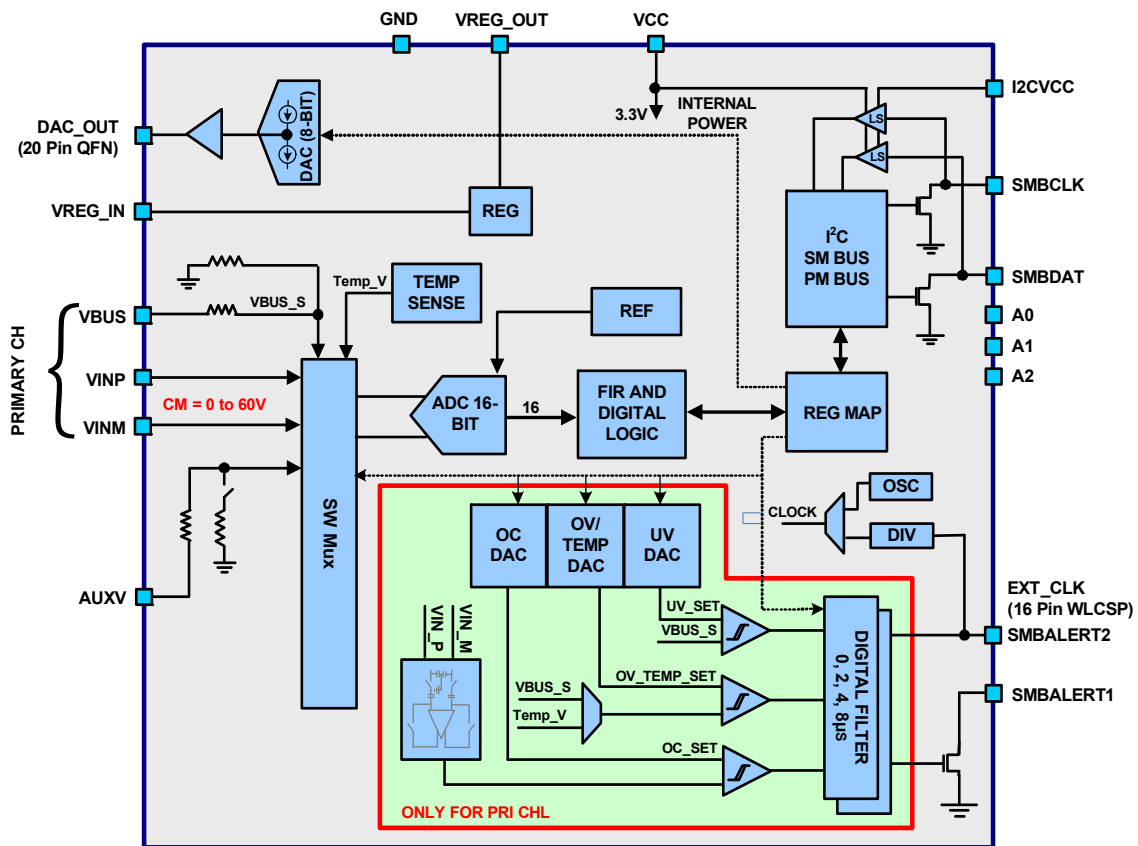 GND
VREG_OUT
VCC
I2CVCC
DAC_OUT
(20 Pin QFN)
DAC (8-BIT)
3.3V
INTERNAL
POWER
LS
LS
SMBCLK
VREG_IN
REG
I2C
SM BUS
PM BUS
SMBDAT
A0
A1
A2
PRIMARY CH
VBUS
VBUS_S
Temp_V
TEMP
SENSE
REF
VINP
CM = 0 to 60V
VINM
SW Mux
ADC 16-
BIT
16
FIR AND
DIGITAL
LOGIC
REG MAP
AUXV
OSC
CLOCK
DIV
OC
DAC
OV/
TEMP
DAC
UV
DAC
EXT_CLK
(16 Pin WLCSP)
SMBALERT2
SMBALERT1
VIN_P
VIN_M
UV_SET
VBUS_S
OV_TEMP_SET
VBUS_S
Temp_V
OC_SET
DIGITAL FILTER
0, 2, 4, 8µs
ONLY FOR PRI CHL